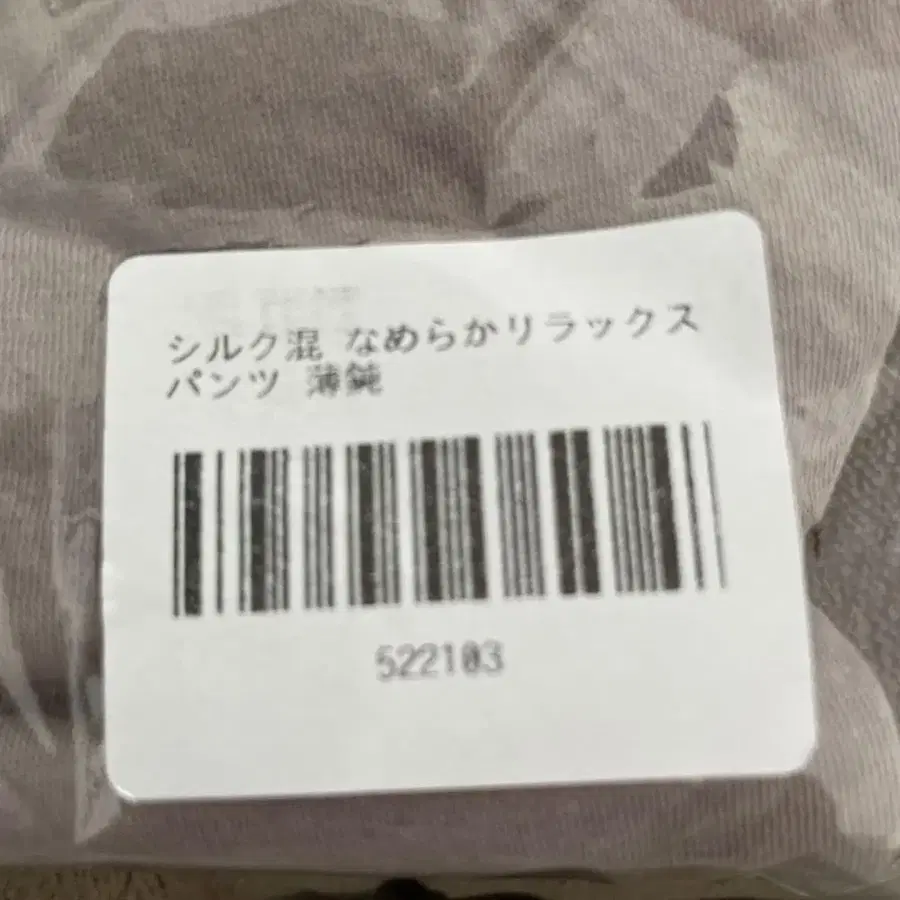 シルク混 なめらかリラックス
パンツ 薄鈍
522103